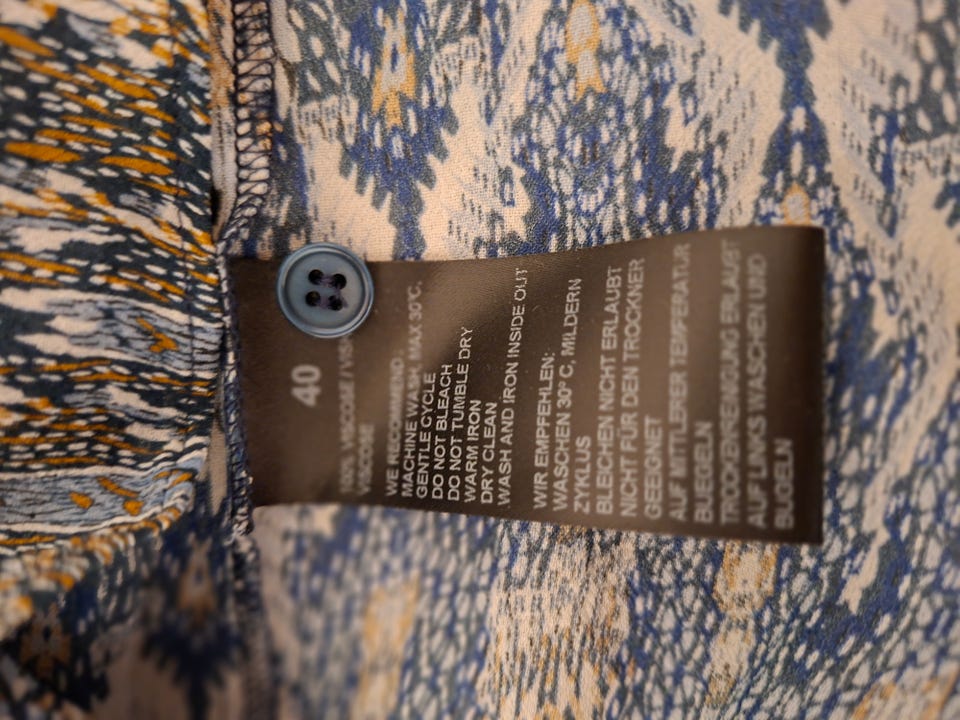 40
100% VISCOSE / VISK
VISCOSE
WE RECOMMEND:
MACHINE WASH, MAX 30°C,
GENTLE CYCLE
DO NOT BLEACH
DO NOT TUMBLE DRY
WARM IRON
DRY CLEAN
WASH AND IRON INSIDE OUT
WIR EMPFEHLEN:
WASCHEN 30° C, MILDERN
ZYKLUS
BLEICHEN NICHT ERLAUBT
NICHT FUR DEN TROCKNER
GEEIGNET
AUF MITTLERER TEMPERATUR
BUEGELN
TROCKENREINIGUNG ERLAUBT
AUF LINKS WASCHEN UND
BUGELN